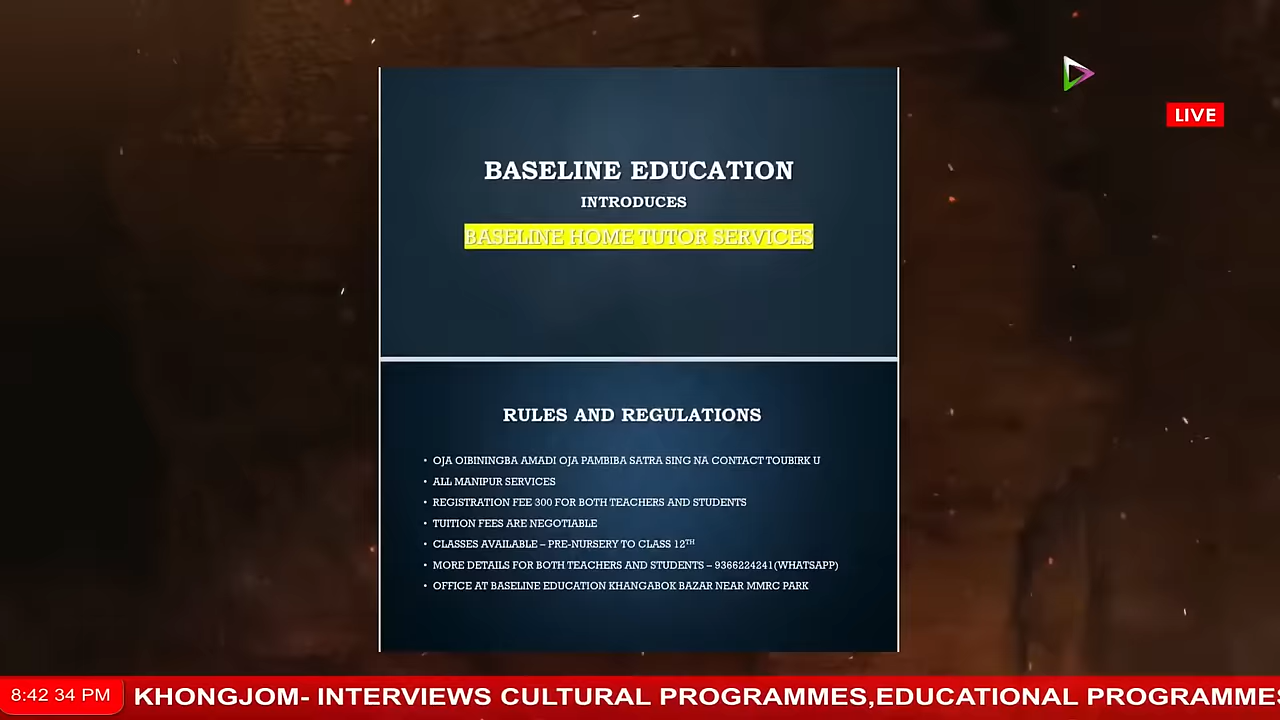 LIVE
BASELINE EDUCATION
INTRODUCES
BASELINE HOME TUTOR SERVICES
RULES AND REGULATIONS
• OJA OIBININGBA AMADI OJA PAMBIBA SATRA SING NA CONTACT TOUBIRK U
• ALL MANIPUR SERVICES
• REGISTRATION FEE 300 FOR BOTH TEACHERS AND STUDENTS
• TUITION FEES ARE NEGOTIABLE
• CLASSES AVAILABLE – PRE-NURSERY TO CLASS 12TH
• MORE DETAILS FOR BOTH TEACHERS AND STUDENTS – 9366224241(WHATSAPP)
• OFFICE AT BASELINE EDUCATION KHANGABOK BAZAR NEAR MMRC PARK
8:42 34 PM KHONGJOM- INTERVIEWS CULTURAL PROGRAMMES,EDUCATIONAL PROGRAMMES